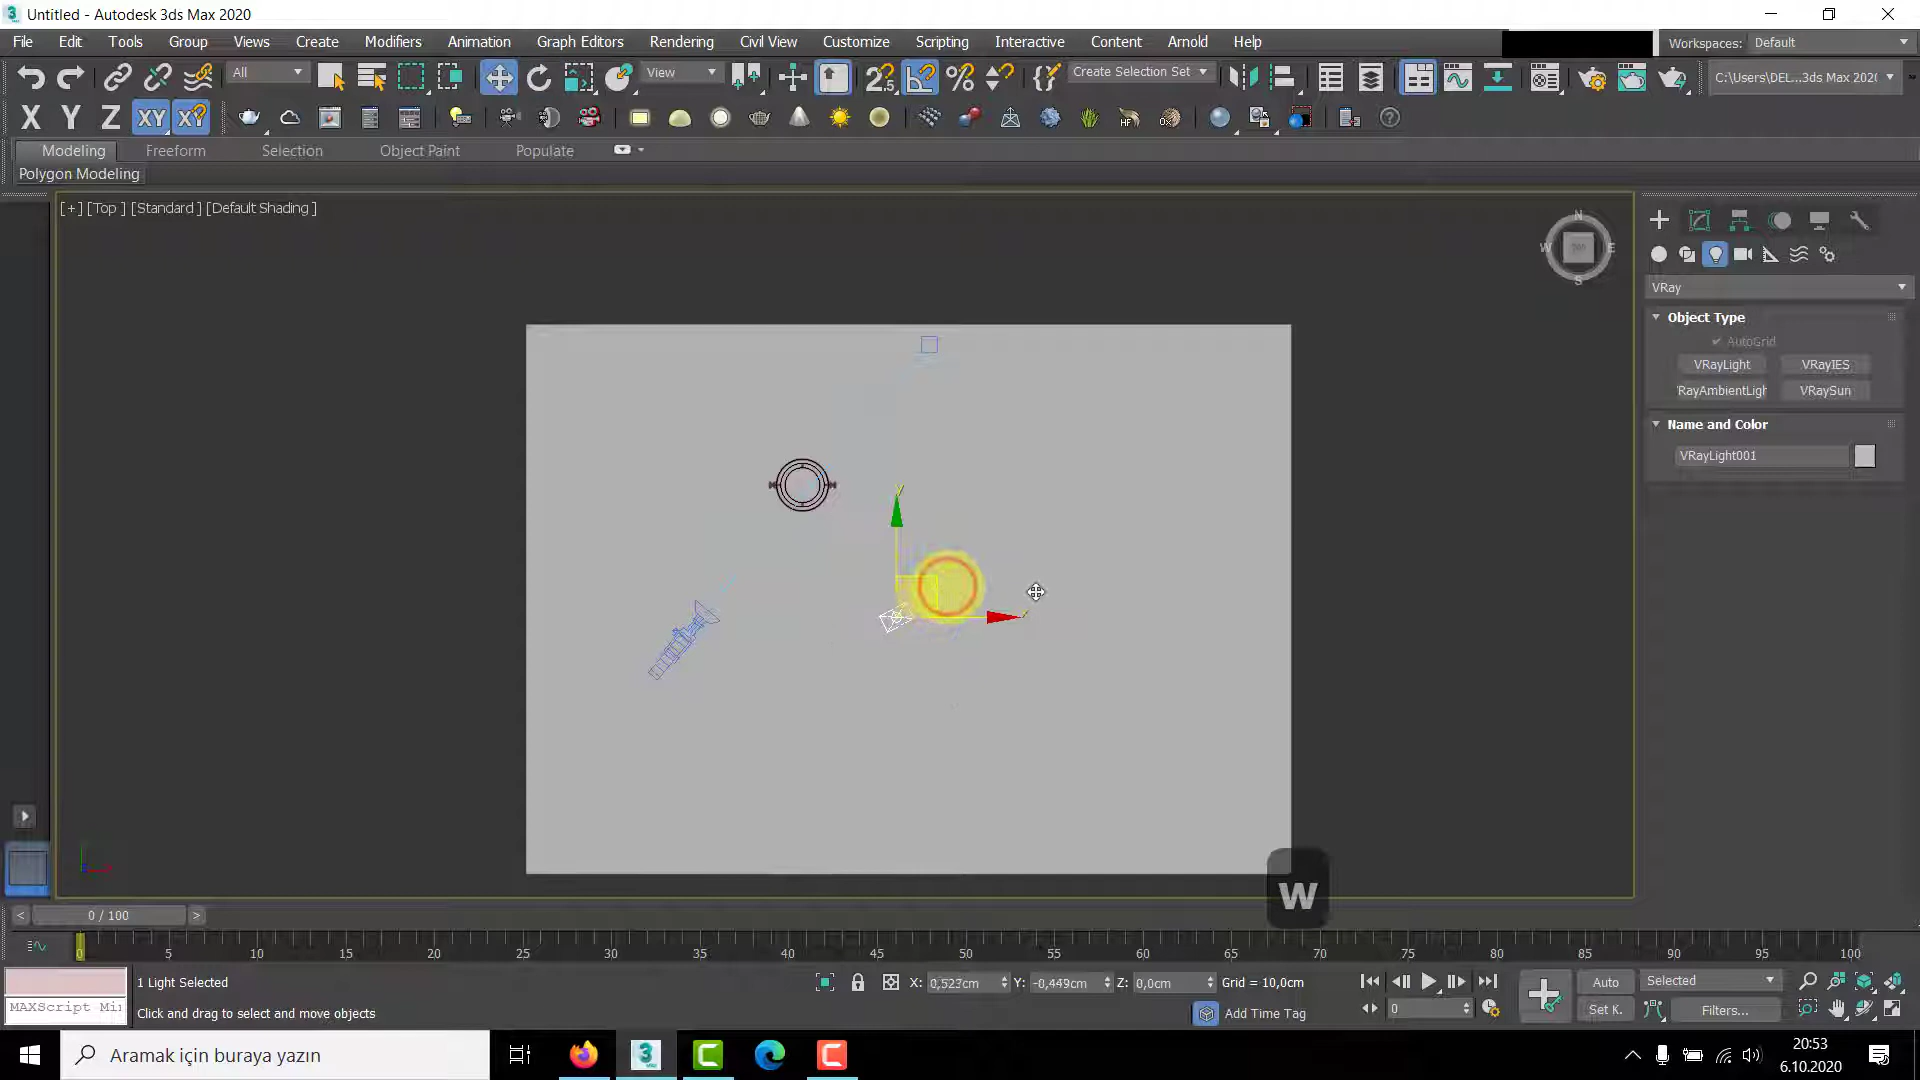 Untitled - Autodesk 3ds Max 2020
File Edit Tools Group Views Create Modifiers Animation Graph Editors Rendering Civil View Customize Scripting Interactive Content Arnold Help Workspaces: Default
All View 2.5 % Create Selection Set C:\Users\DEL...3ds Max 2020
X Y Z XY XY HF
Modeling Freeform Selection Object Paint Populate
Polygon Modeling
[+] [Top ] [Standard ] [Default Shading ]
N
W E
S
VRay
Object Type
AutoGrid
VRayLight VRayIES
RayAmbientLigh VRaySun
Name and Color
VRayLight001
Y
W
< 0 / 100 >
0 5 10 15 20 25 30 35 40 45 50 55 60 65 70 75 80 85 90 95 100
1 Light Selected X: 0,523cm Y: -0,449cm Z: 0,0cm Grid = 10,0cm Auto Selected
MAXScript Mi Click and drag to select and move objects Add Time Tag 0 Set K. Filters...
Aramak için buraya yazın
3
20:53
6.10.2020